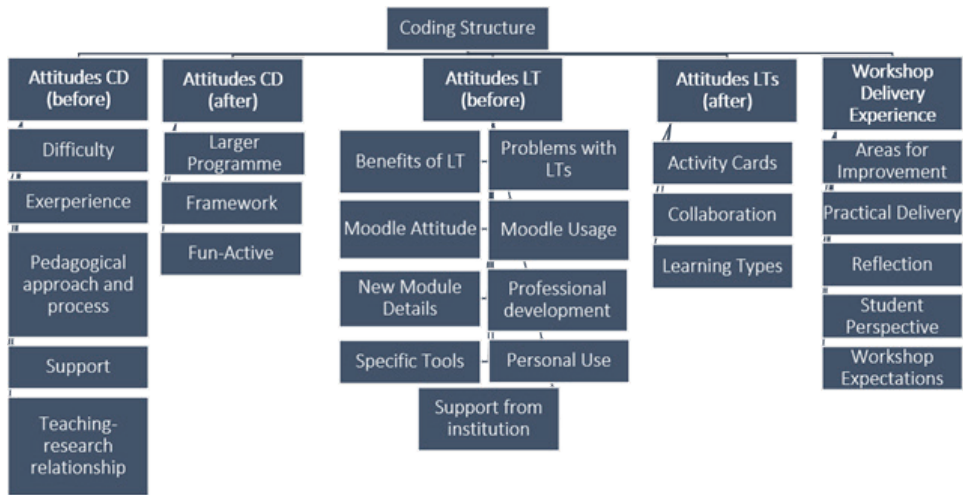 Coding Structure
Attitudes CD
(before)
Difficulty
Exerperience
Pedagogical
approach and
process
Support
Teaching-
research
relationship
Attitudes CD
(after)
Larger
Programme
Framework
Fun-Active
Attitudes LT
(before)
Benefits of LT
Problems with
LTs
Moodle Attitude
Moodle Usage
New Module
Details
Professional
development
Specific Tools
Personal Use
Support from
institution
Attitudes LTs
(after)
Activity Cards
Collaboration
Learning Types
Workshop
Delivery
Experience
Areas for
Improvement
Practical Delivery
Reflection
Student
Perspective
Workshop
Expectations